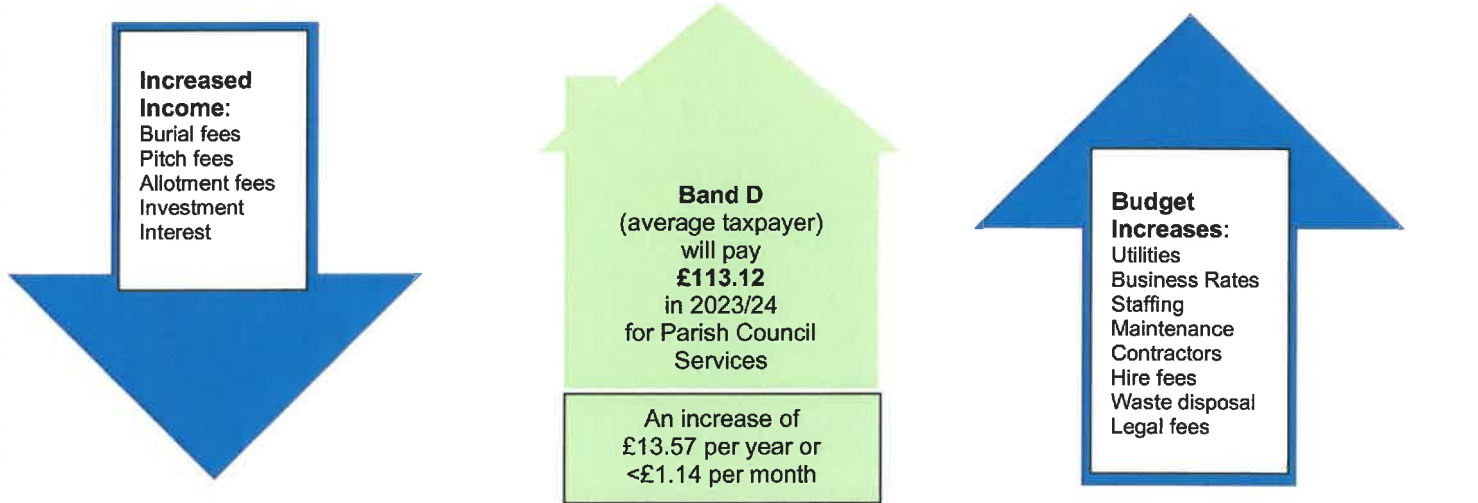 Increased
Income:
Burial fees
Pitch fees
Allotment fees
Investment
Interest
Band D
(average taxpayer)
will pay
£113.12
in 2023/24
for Parish Council
Services
An increase of
£13.57 per year or
<£1.14 per month
Budget
Increases:
Utilities
Business Rates
Staffing
Maintenance
Contractors
Hire fees
Waste disposal
Legal fees